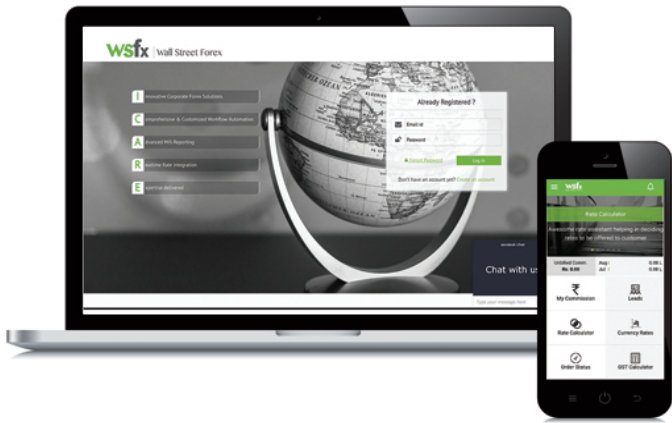 wsfx | Wall Street Forex
I nnovative Corporate Forex Solutions
C omprehensive & Customized Workflow Automation
A dvanced MIS Reporting
R ealtime Rate Integration
E xpertise delivered
Already Registered ?
Email id
Password
Forgot Password
Log In
Don't have an account yet? Create an account
Chat with us
Type your message here
wsfx
Rate Calculator
Awesome rate assistant helping in deciding
rates to be offered to customer
Unbilled Comm
Rs. 0.00
Aug : 0.00 L
Jul : 0.00 L
My Commission
Leads
Rate Calculator
Currency Rates
Order Status
GST Calculator